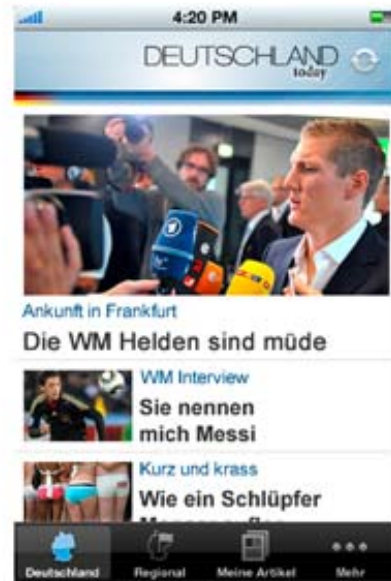 4:20 PM
DEUTSCHLAND
today
Ankunft in Frankfurt
Die WM Helden sind müde
WM Interview
Sie nennen
mich Messi
Kurz und krass
Wie ein Schlüpfer
Deutschland Regional Meine Artikel Mehr